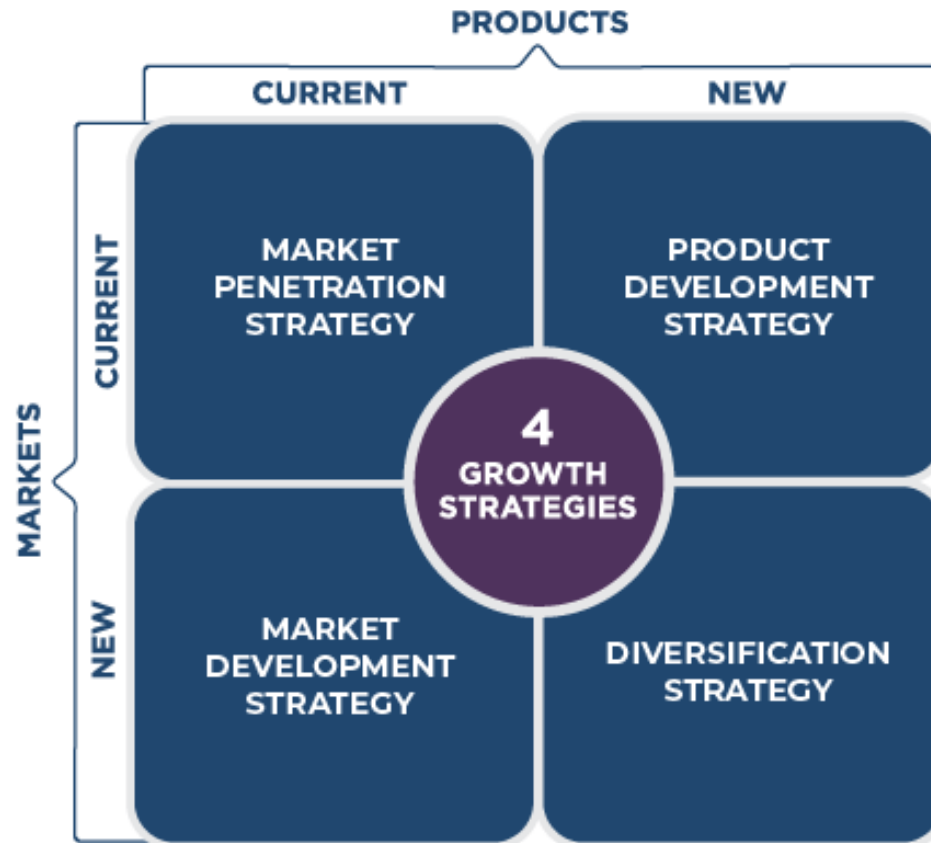 PRODUCTS
CURRENT
NEW
MARKETS
CURRENT
NEW
MARKET
PENETRATION
STRATEGY
PRODUCT
DEVELOPMENT
STRATEGY
4
GROWTH
STRATEGIES
MARKET
DEVELOPMENT
STRATEGY
DIVERSIFICATION
STRATEGY